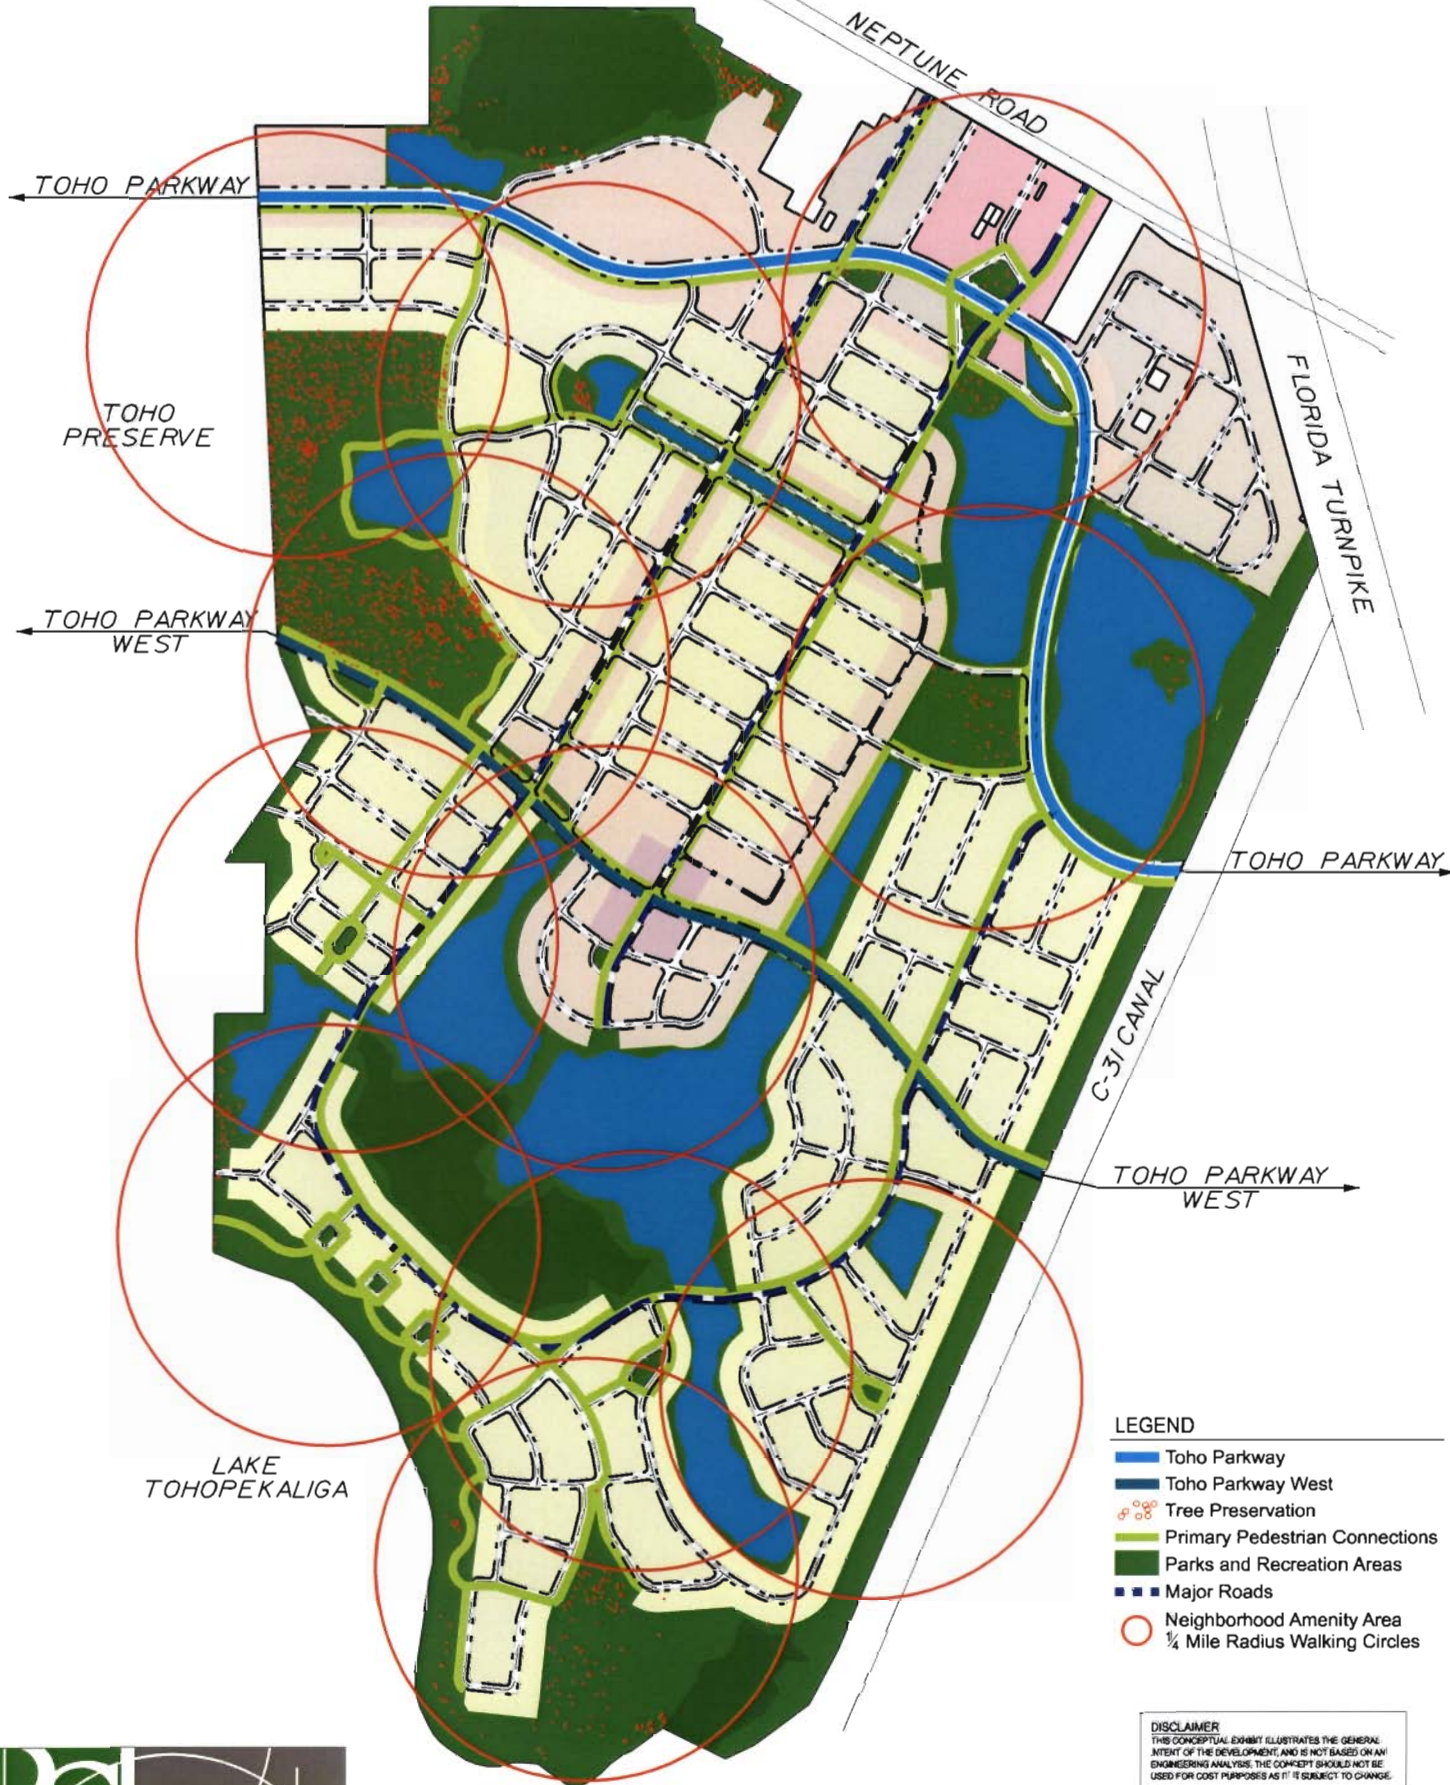 NEPTUNE ROAD
TOHO PARKWAY
FLORIDA TURNPIKE
TOHO
PRESERVE
TOHO PARKWAY
WEST
TOHO PARKWAY
C-31 CANAL
TOHO PARKWAY
WEST
LAKE
TOHOPEKALIGA
LEGEND
Toho Parkway
Toho Parkway West
Tree Preservation
Primary Pedestrian Connections
Parks and Recreation Areas
Major Roads
Neighborhood Amenity Area
¼ Mile Radius Walking Circles
DISCLAIMER
THIS CONCEPTUAL EXHIBIT ILLUSTRATES THE GENERAL
INTENT OF THE DEVELOPMENT, AND IS NOT BASED ON AN
ENGINEERING ANALYSIS. THE CONCEPT SHOULD NOT BE
USED FOR COST PURPOSES AS IT IS SUBJECT TO CHANGE.